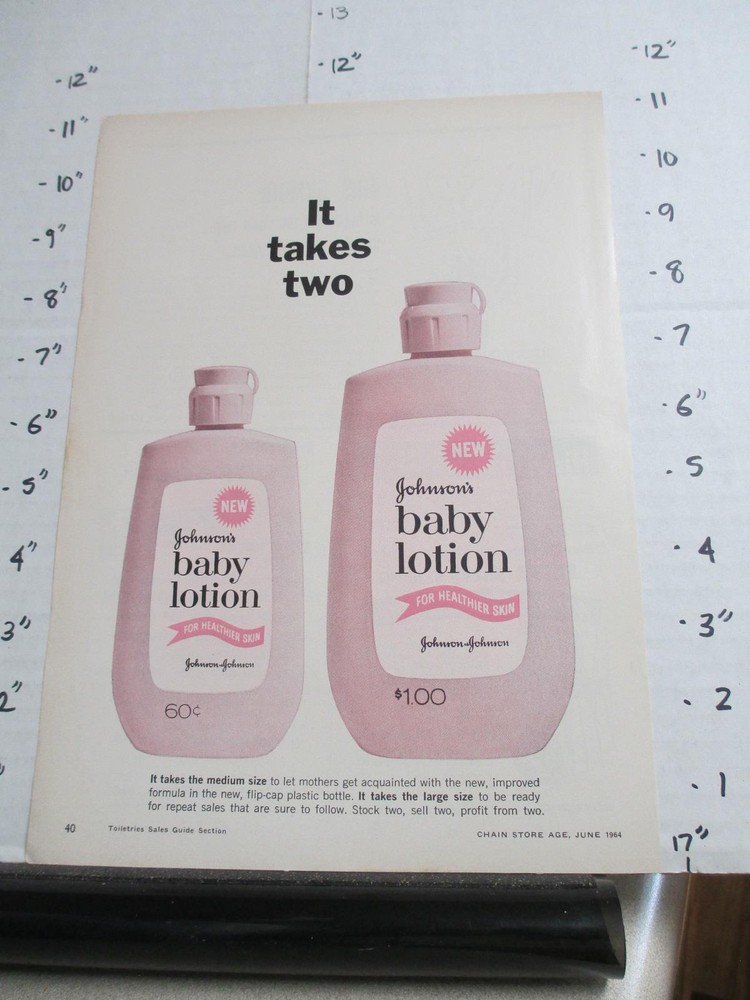 - 13
- 12"
- 12"
- 11"
- 10"
- 9"
- 8"
- 7"
- 6"
- 5"
4"
3"
2"
- 12"
- 11
- 10
- 9
- 8
- 7
- 6"
- 5
- 4
- 3"
- 2
- 1
17"
It
takes
two
NEW
Johnson's
baby
lotion
FOR HEALTHIER SKIN
Johnson & Johnson
60¢
NEW
Johnson's
baby
lotion
FOR HEALTHIER SKIN
Johnson & Johnson
$1.00
It takes the medium size to let mothers get acquainted with the new, improved
formula in the new, flip-cap plastic bottle. It takes the large size to be ready
for repeat sales that are sure to follow. Stock two, sell two, profit from two.
40 Toiletries Sales Guide Section
CHAIN STORE AGE, JUNE 1964